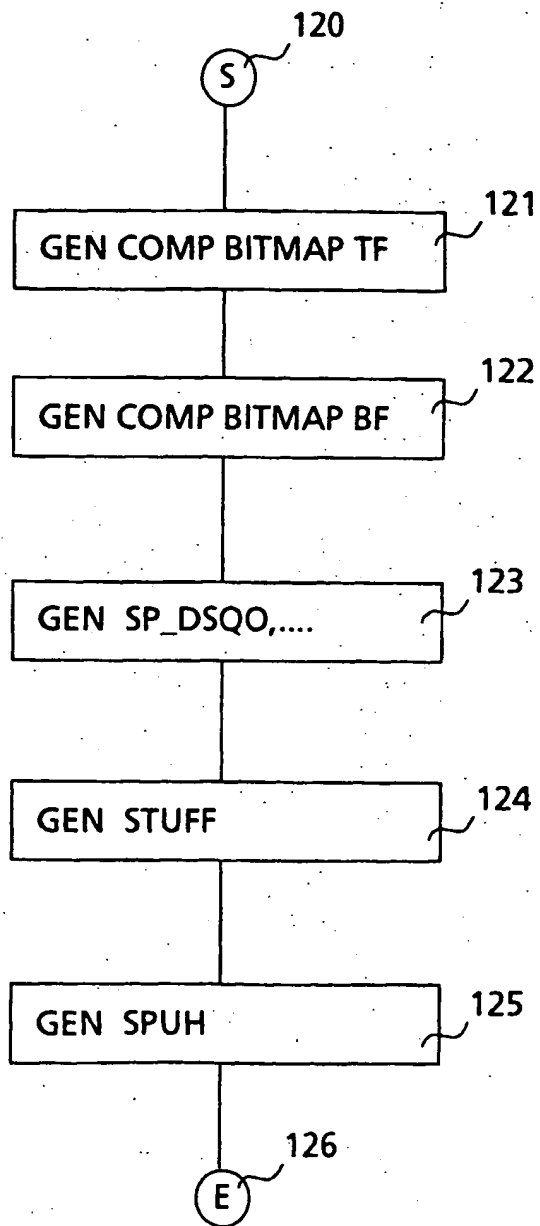 120
S
121
GEN COMP BITMAP TF
122
GEN COMP BITMAP BF
123
GEN SP_DSQO,....
124
GEN STUFF
125
GEN SPUH
126
E